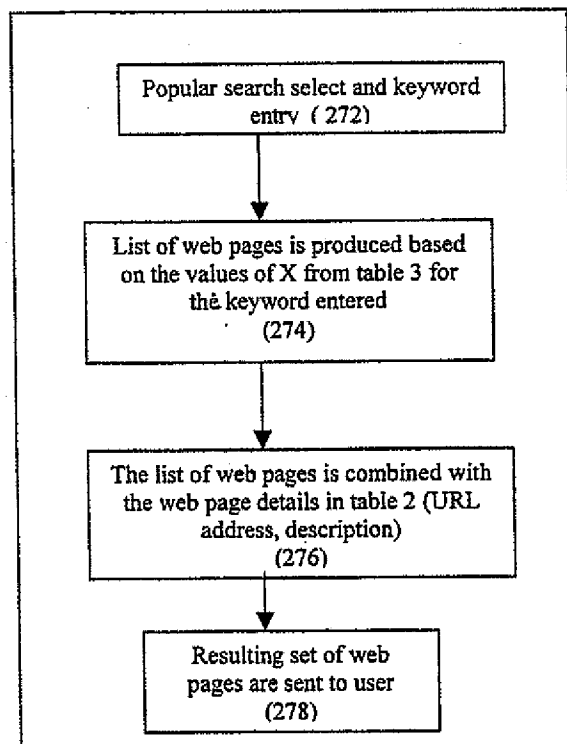 Popular search select and keyword
entry ( 272)
List of web pages is produced based
on the values of X from table 3 for
the keyword entered
(274)
The list of web pages is combined with
the web page details in table 2 (URL
address, description)
(276)
Resulting set of web
pages are sent to user
(278)